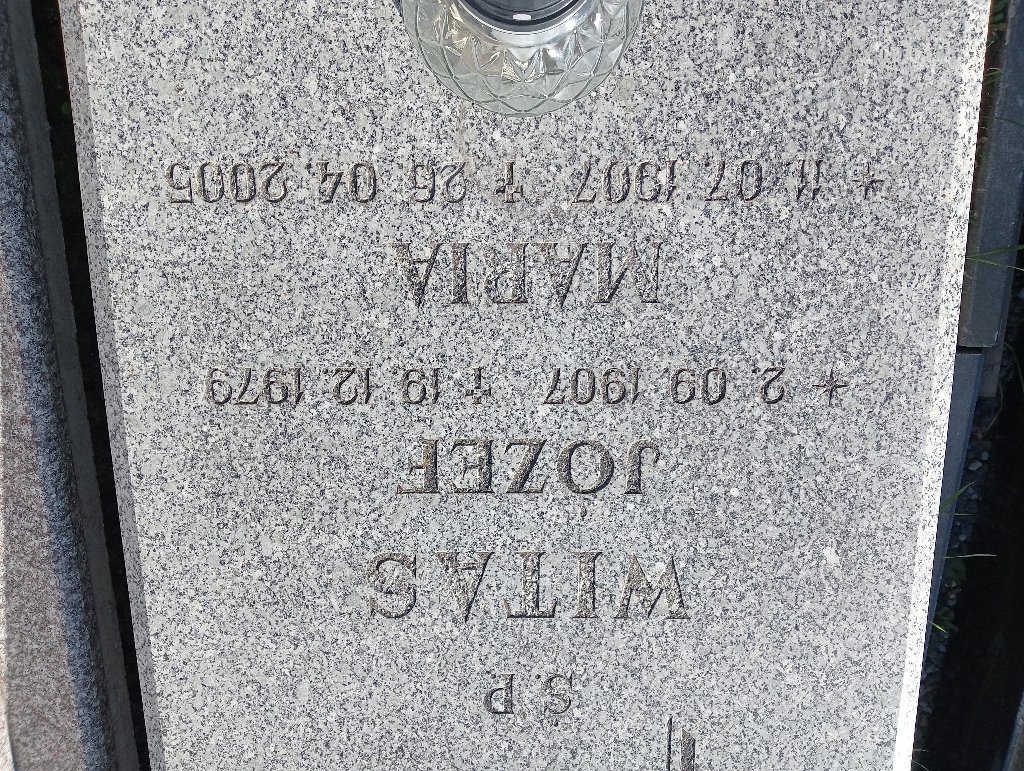 Ś.P
WITAS
JÓZEF
* 2. 09. 1907 † 19. 12. 1979
MARIA
* 11. 07. 1907 † 26. 04. 2005